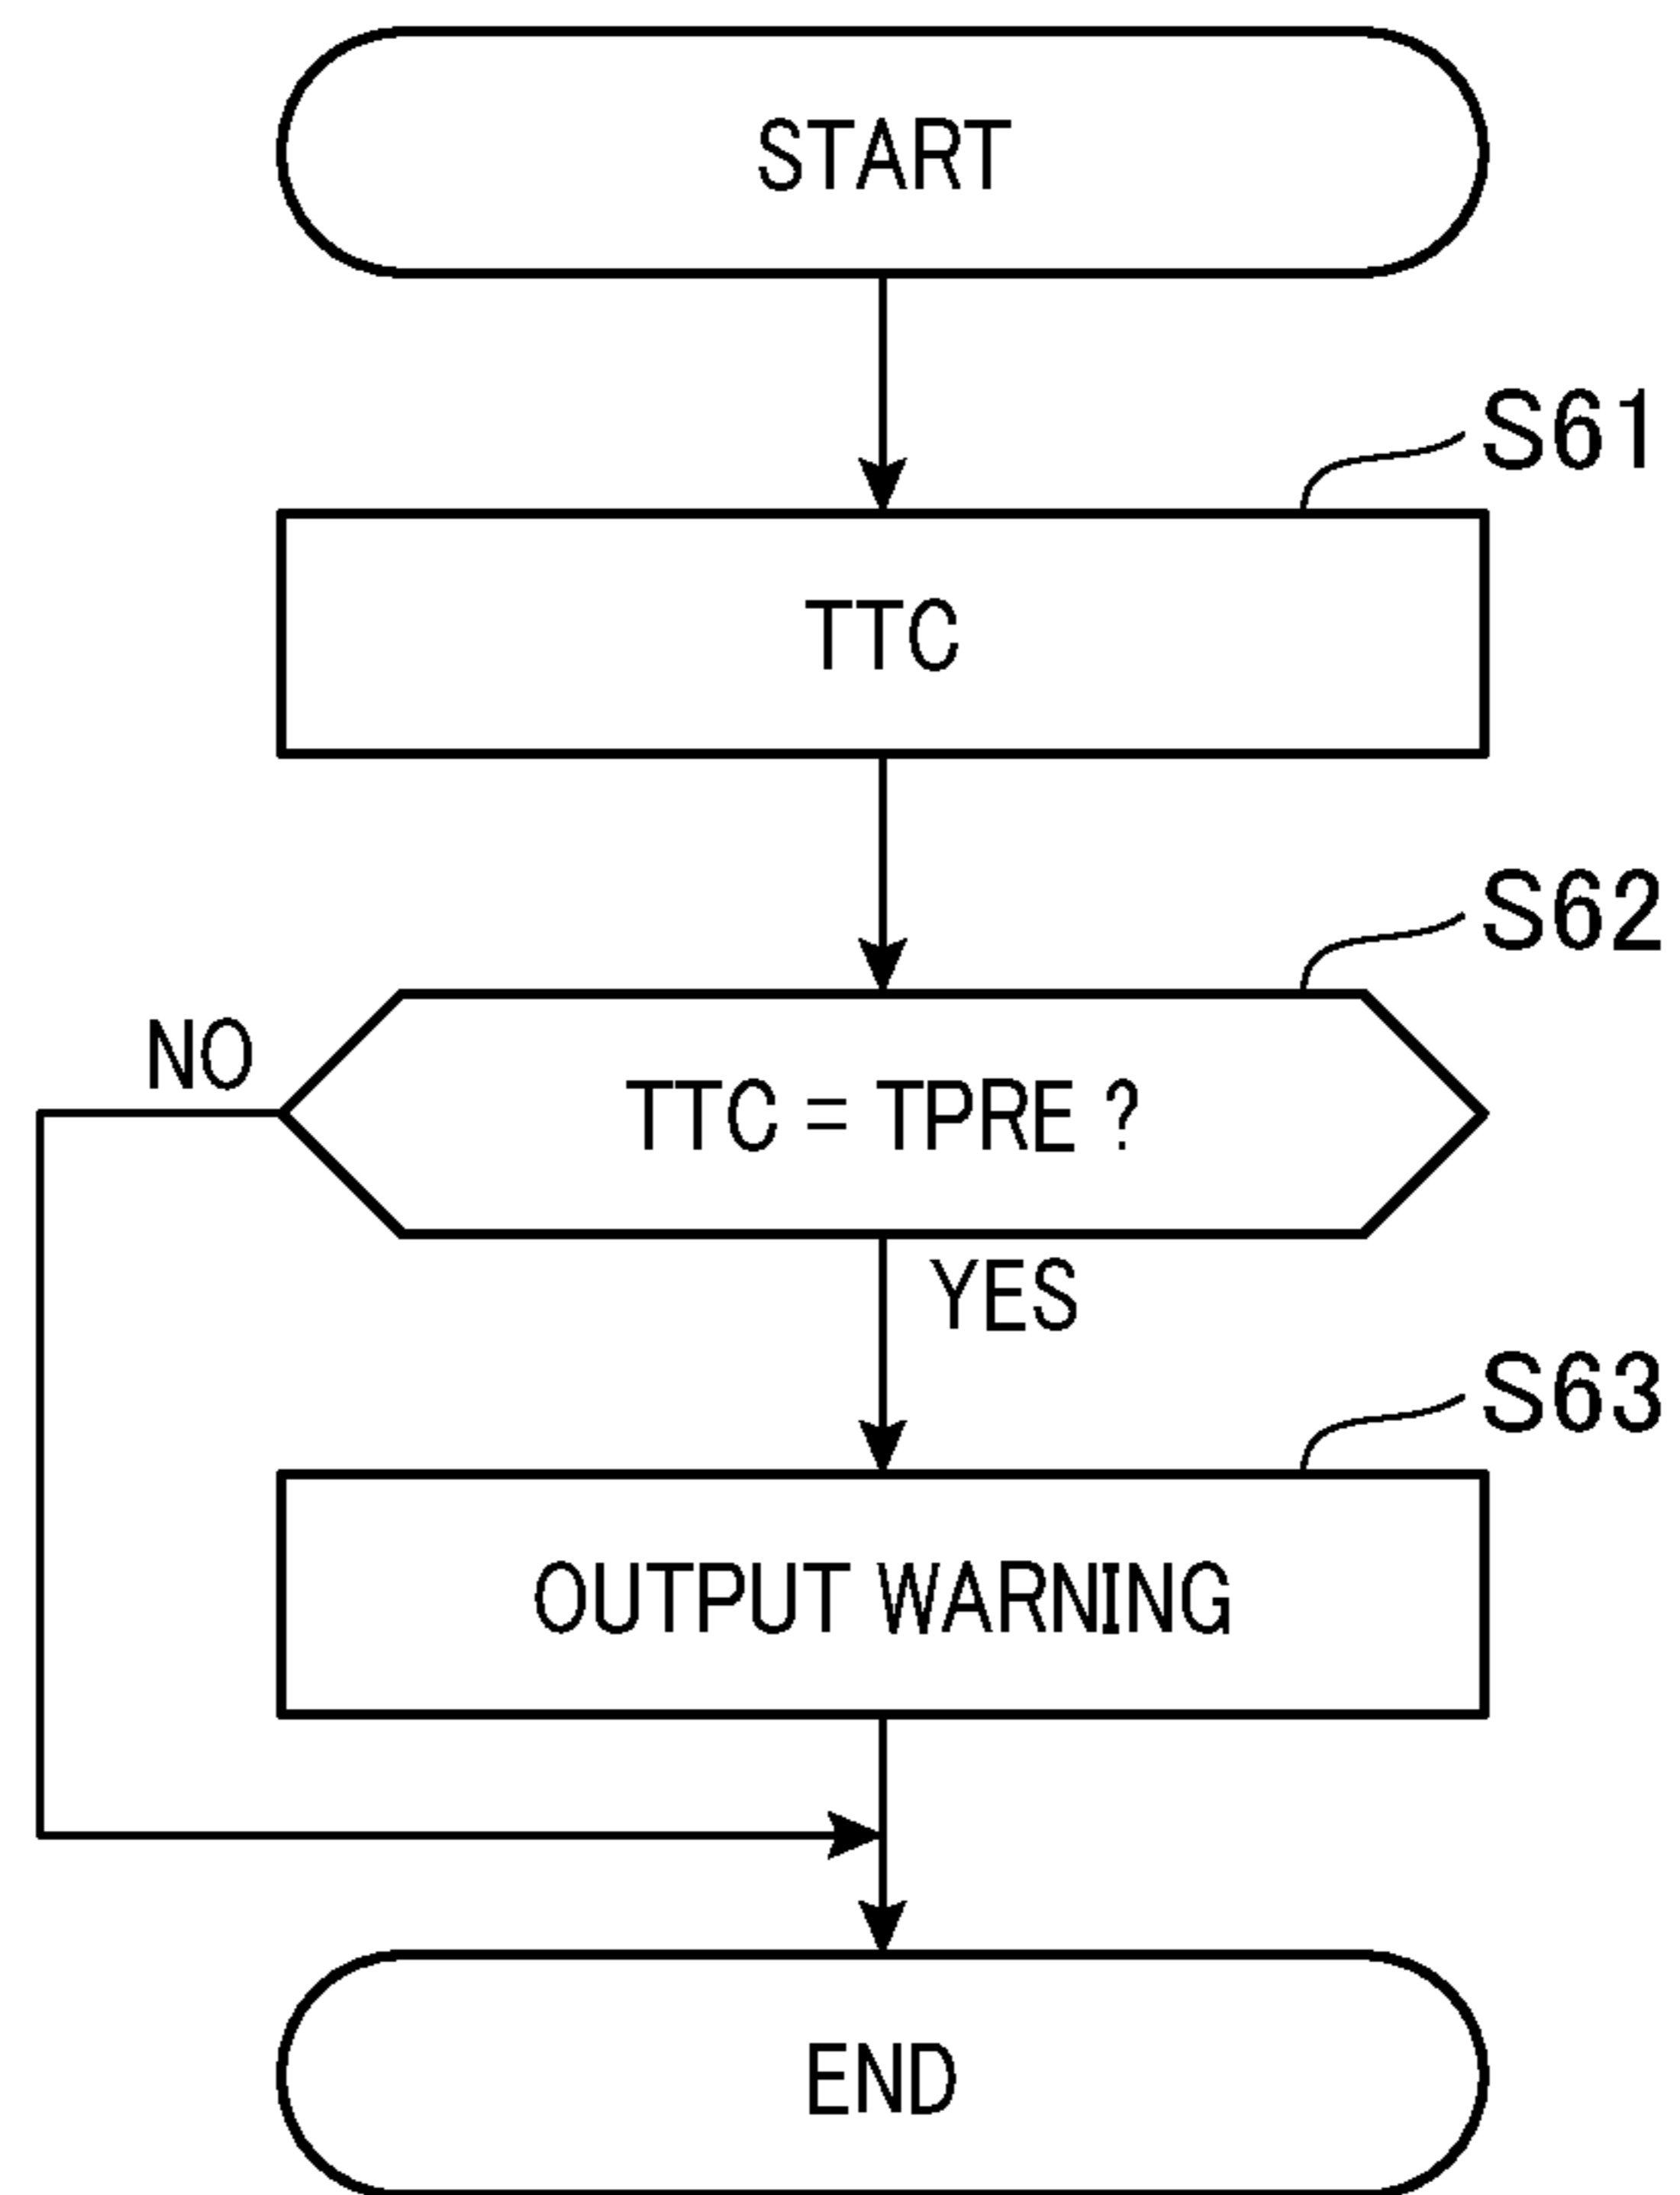 START
S61
TTC
S62
NO
TTC = TPRE ?
YES
S63
OUTPUT WARNING
END